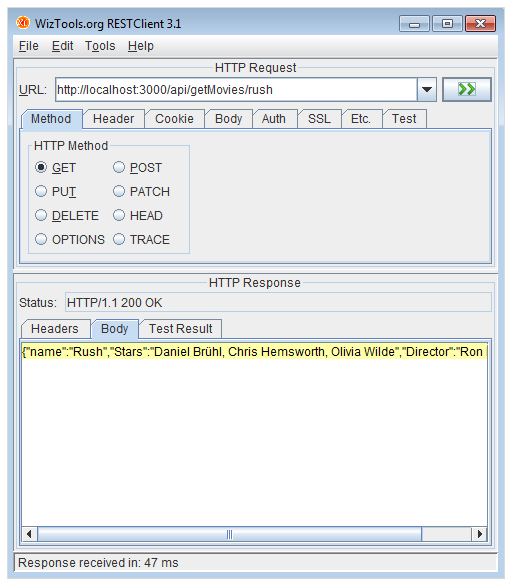 WizTools.org RESTClient 3.1
File Edit Tools Help
HTTP Request
URL: http://localhost:3000/api/getMovies/rush
Method Header Cookie Body Auth SSL Etc. Test
HTTP Method
GET POST
PUT PATCH
DELETE HEAD
OPTIONS TRACE
HTTP Response
Status: HTTP/1.1 200 OK
Headers Body Test Result
{"name":"Rush","Stars":"Daniel Brühl, Chris Hemsworth, Olivia Wilde","Director":"Ron
Response received in: 47 ms